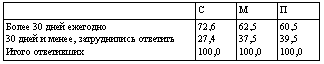 С М П
Более 30 дней ежегодно 72,6 62,5 60,5
30 дней и менее, затруднились ответить 27,4 37,5 39,5
Итого ответивших 100,0 100,0 100,0